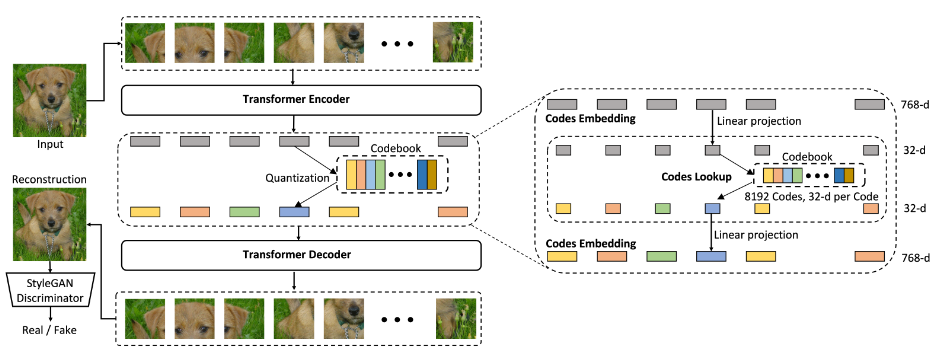 Transformer Encoder
Input
Codebook
Quantization
Reconstruction
Transformer Decoder
StyleGAN
Discriminator
Real / Fake
768-d
Codes Embedding
Linear projection
32-d
Codebook
Codes Lookup
8192 Codes, 32-d per Code
32-d
Linear projection
Codes Embedding
768-d